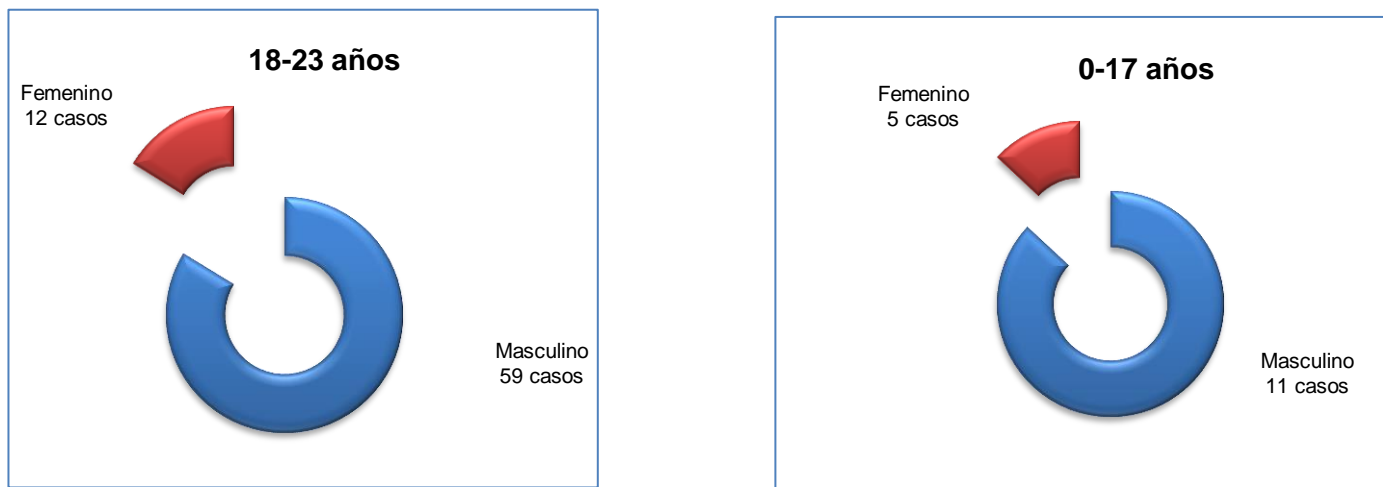 18-23 años
Femenino
12 casos
Masculino
59 casos
0-17 años
Femenino
5 casos
Masculino
11 casos